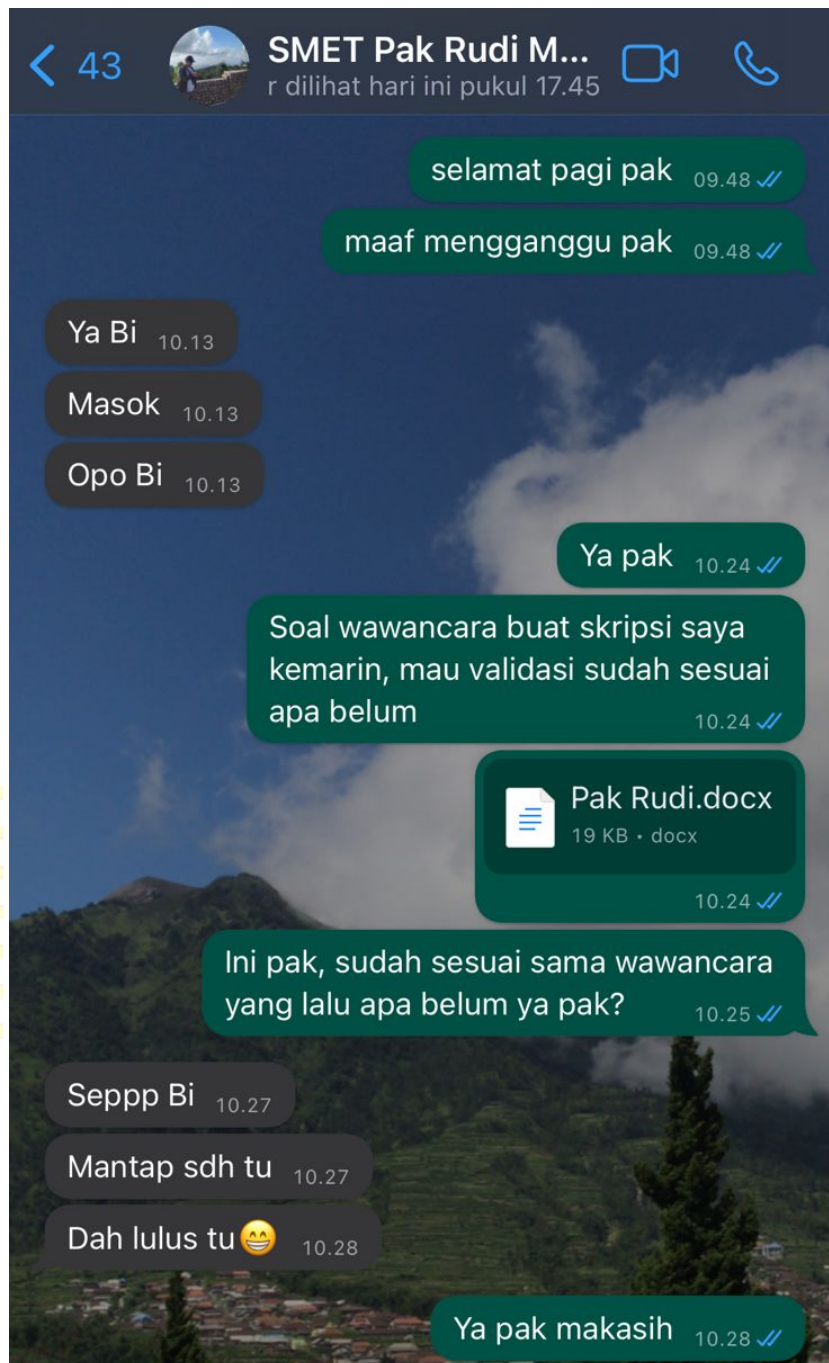 43
SMET Pak Rudi M...
r dilihat hari ini pukul 17.45
selamat pagi pak 09.48
maaf mengganggu pak 09.48
Ya Bi 10.13
Masok 10.13
Opo Bi 10.13
Ya pak 10.24
Soal wawancara buat skripsi saya
kemarin, mau validasi sudah sesuai
apa belum 10.24
Pak Rudi.docx
19 KB • docx
10.24
Ini pak, sudah sesuai sama wawancara
yang lalu apa belum ya pak? 10.25
Seppp Bi 10.27
Mantap sdh tu 10.27
Dah lulus tu😁 10.28
Ya pak makasih 10.28